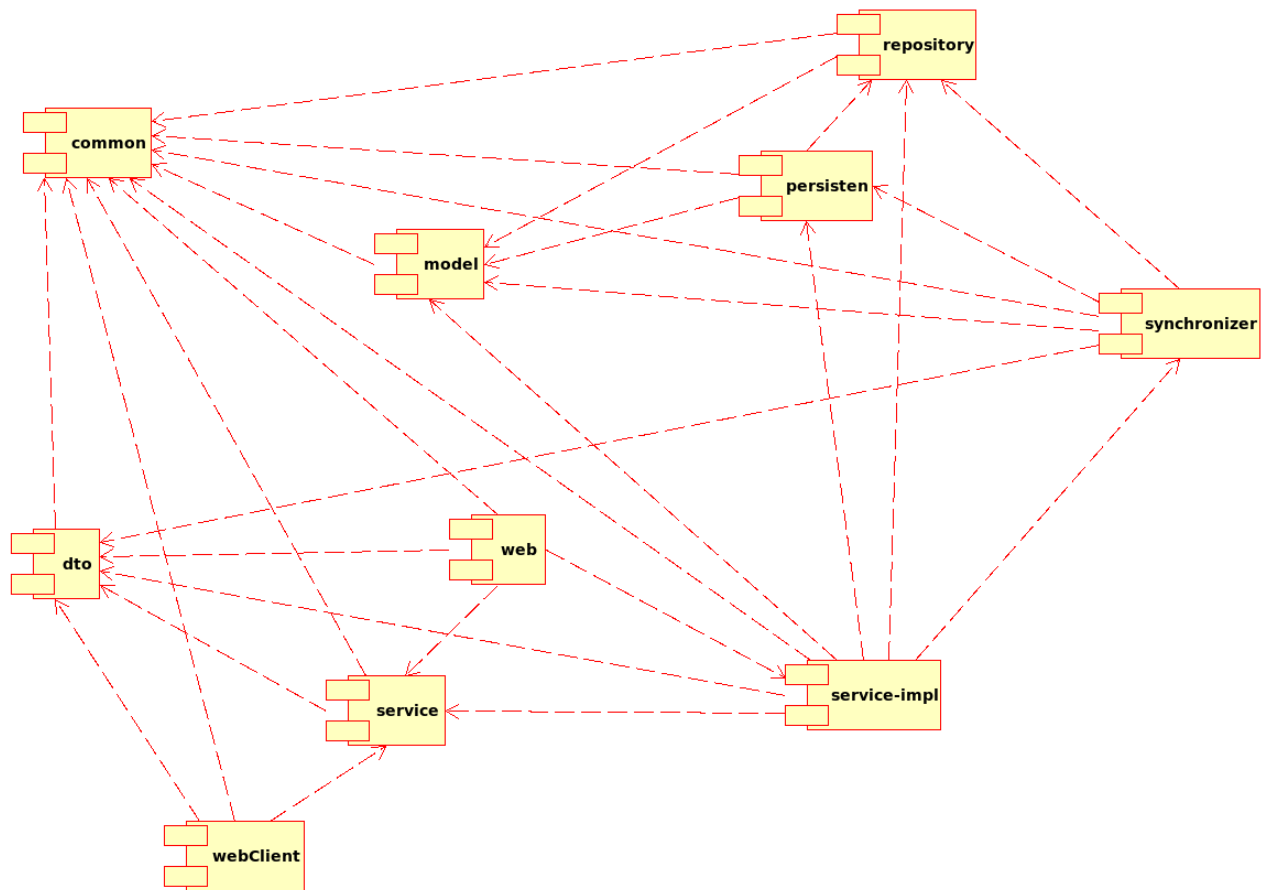 repository
common
persisten
model
synchronizer
web
dto
service-impl
service
webClient